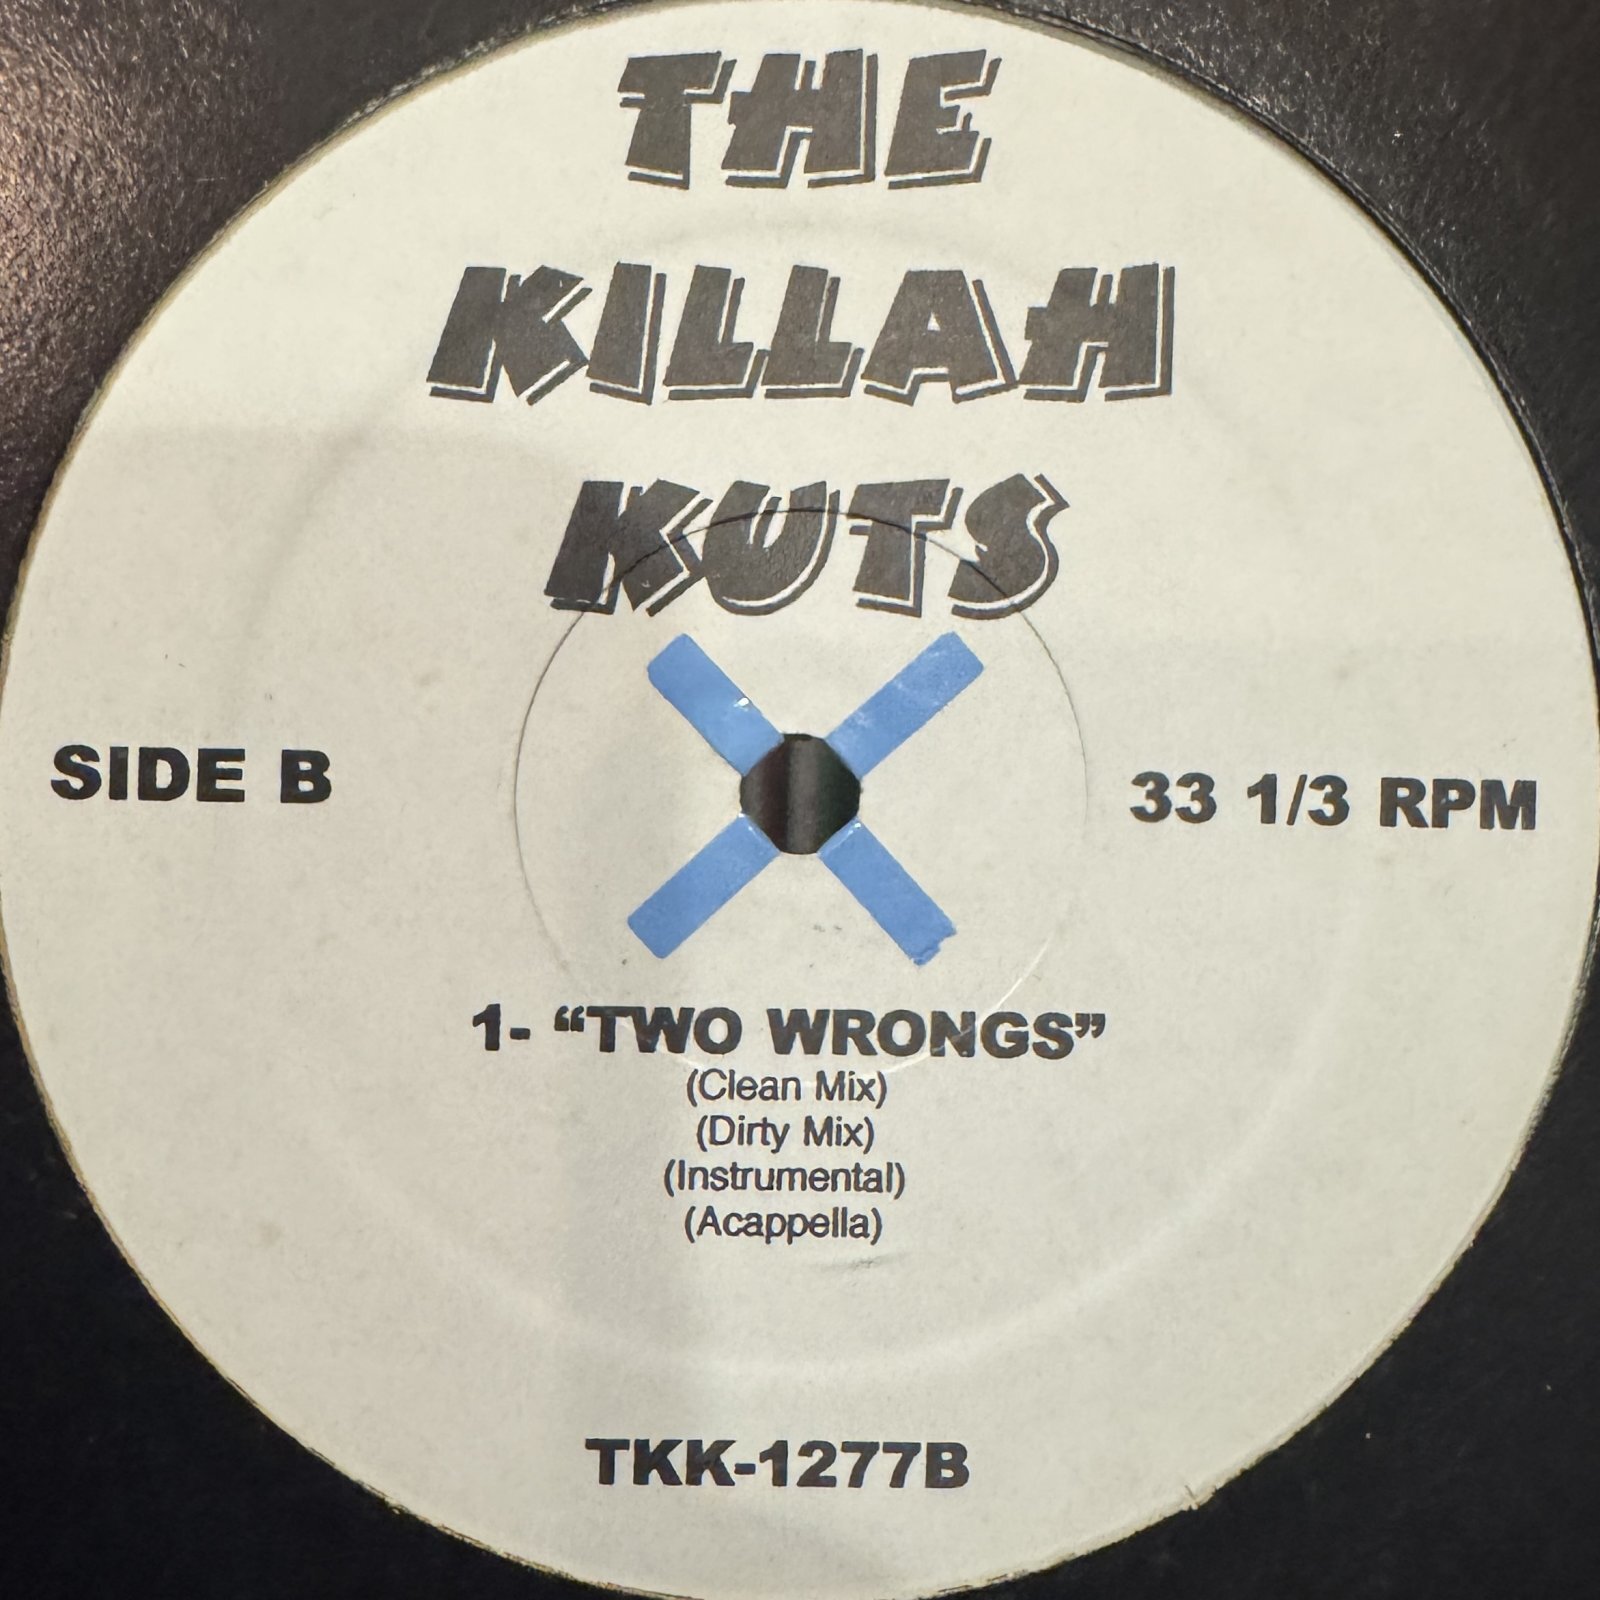 THE
KILLAH
KUTS
SIDE B
33 1/3 RPM
1- “TWO WRONGS”
(Clean Mix)
(Dirty Mix)
(Instrumental)
(Acappella)
TKK-1277B